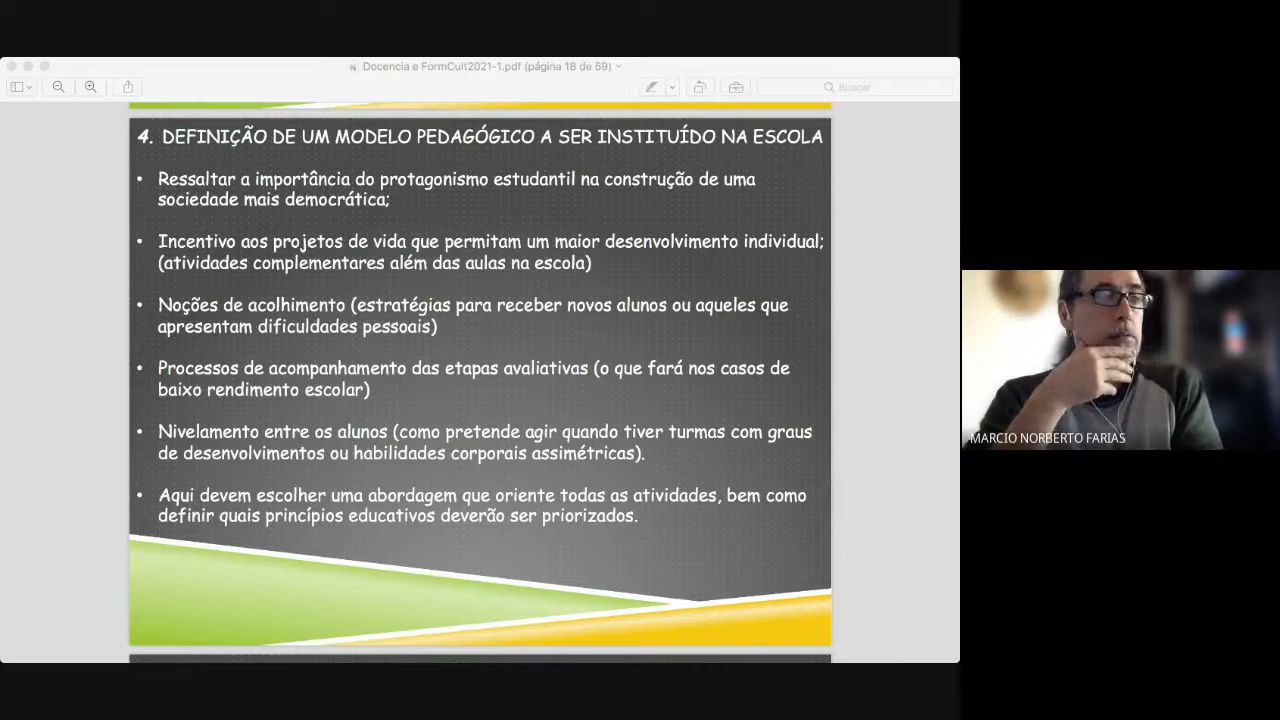 Docencia e FormCult2021-1.pdf (página 18 de 59)
Buscar
4. DEFINIÇÃO DE UM MODELO PEDAGÓGICO A SER INSTITUÍDO NA ESCOLA
• Ressaltar a importância do protagonismo estudantil na construção de uma
sociedade mais democrática;
• Incentivo aos projetos de vida que permitam um maior desenvolvimento individual;
(atividades complementares além das aulas na escola)
• Noções de acolhimento (estratégias para receber novos alunos ou aqueles que
apresentam dificuldades pessoais)
• Processos de acompanhamento das etapas avaliativas (o que fará nos casos de
baixo rendimento escolar)
• Nivelamento entre os alunos (como pretende agir quando tiver turmas com graus
de desenvolvimentos ou habilidades corporais assimétricas).
• Aqui devem escolher uma abordagem que oriente todas as atividades, bem como
definir quais princípios educativos deverão ser priorizados.
MARCIO NORBERTO FARIAS